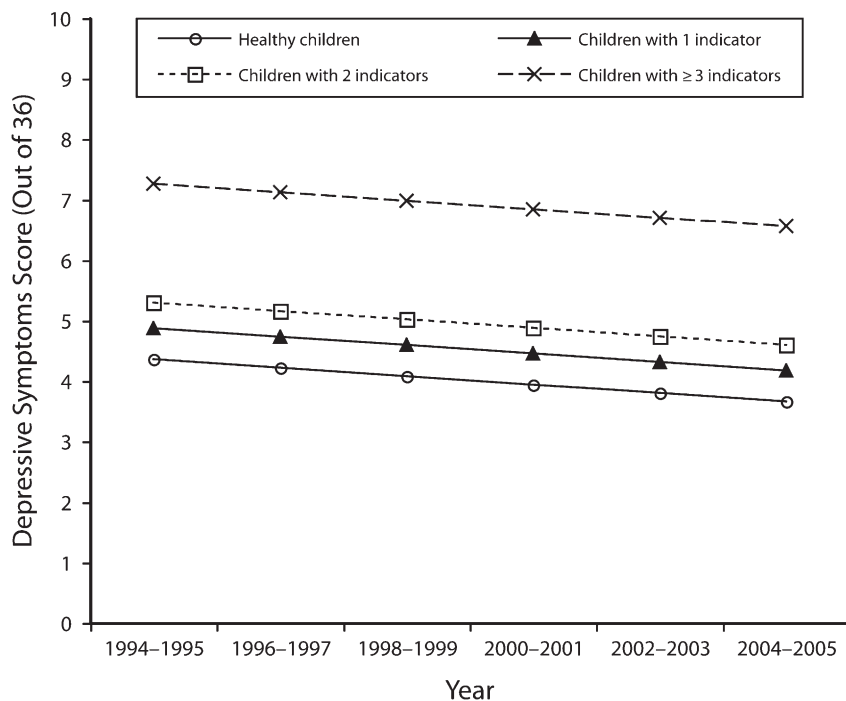 Healthy children
Children with 1 indicator
Children with 2 indicators
Children with ≥ 3 indicators
Depressive Symptoms Score (Out of 36)
10
9
8
7
6
5
4
3
2
1
0
1994–1995
1996–1997
1998–1999
2000–2001
2002–2003
2004–2005
Year